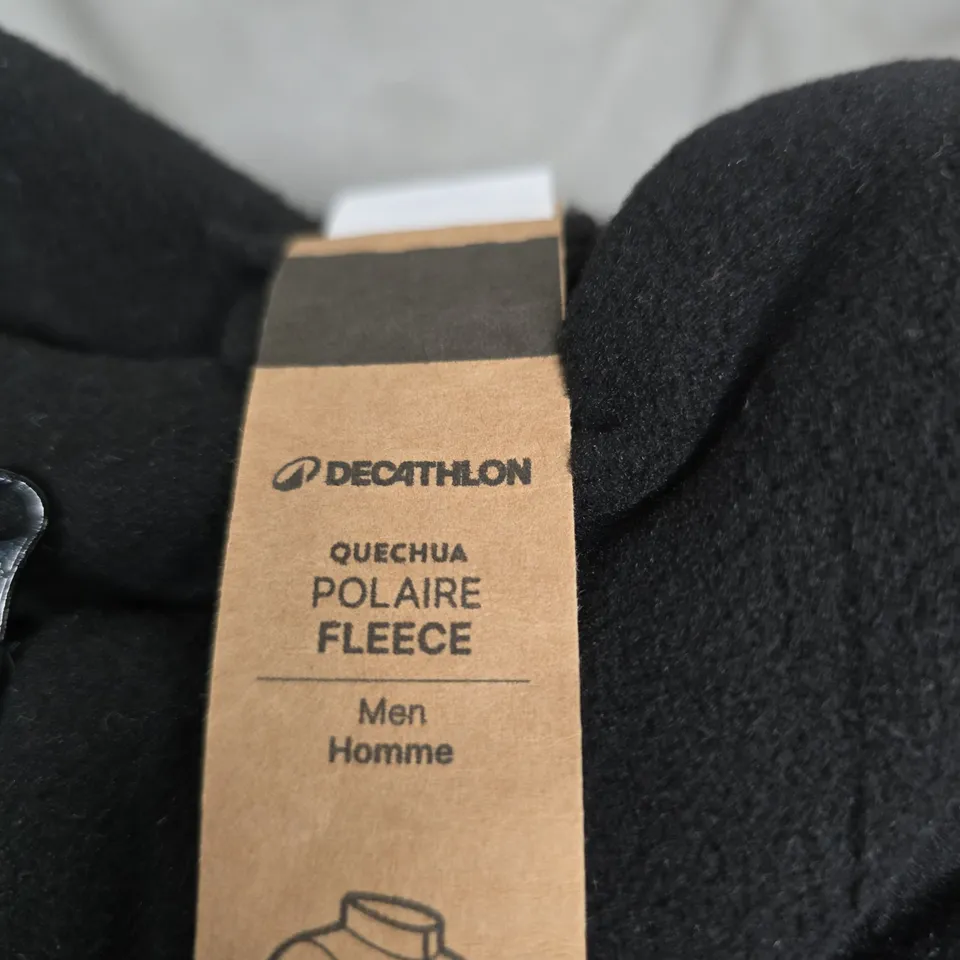 DECATHLON
QUECHUA
POLAIRE
FLEECE
Men
Homme